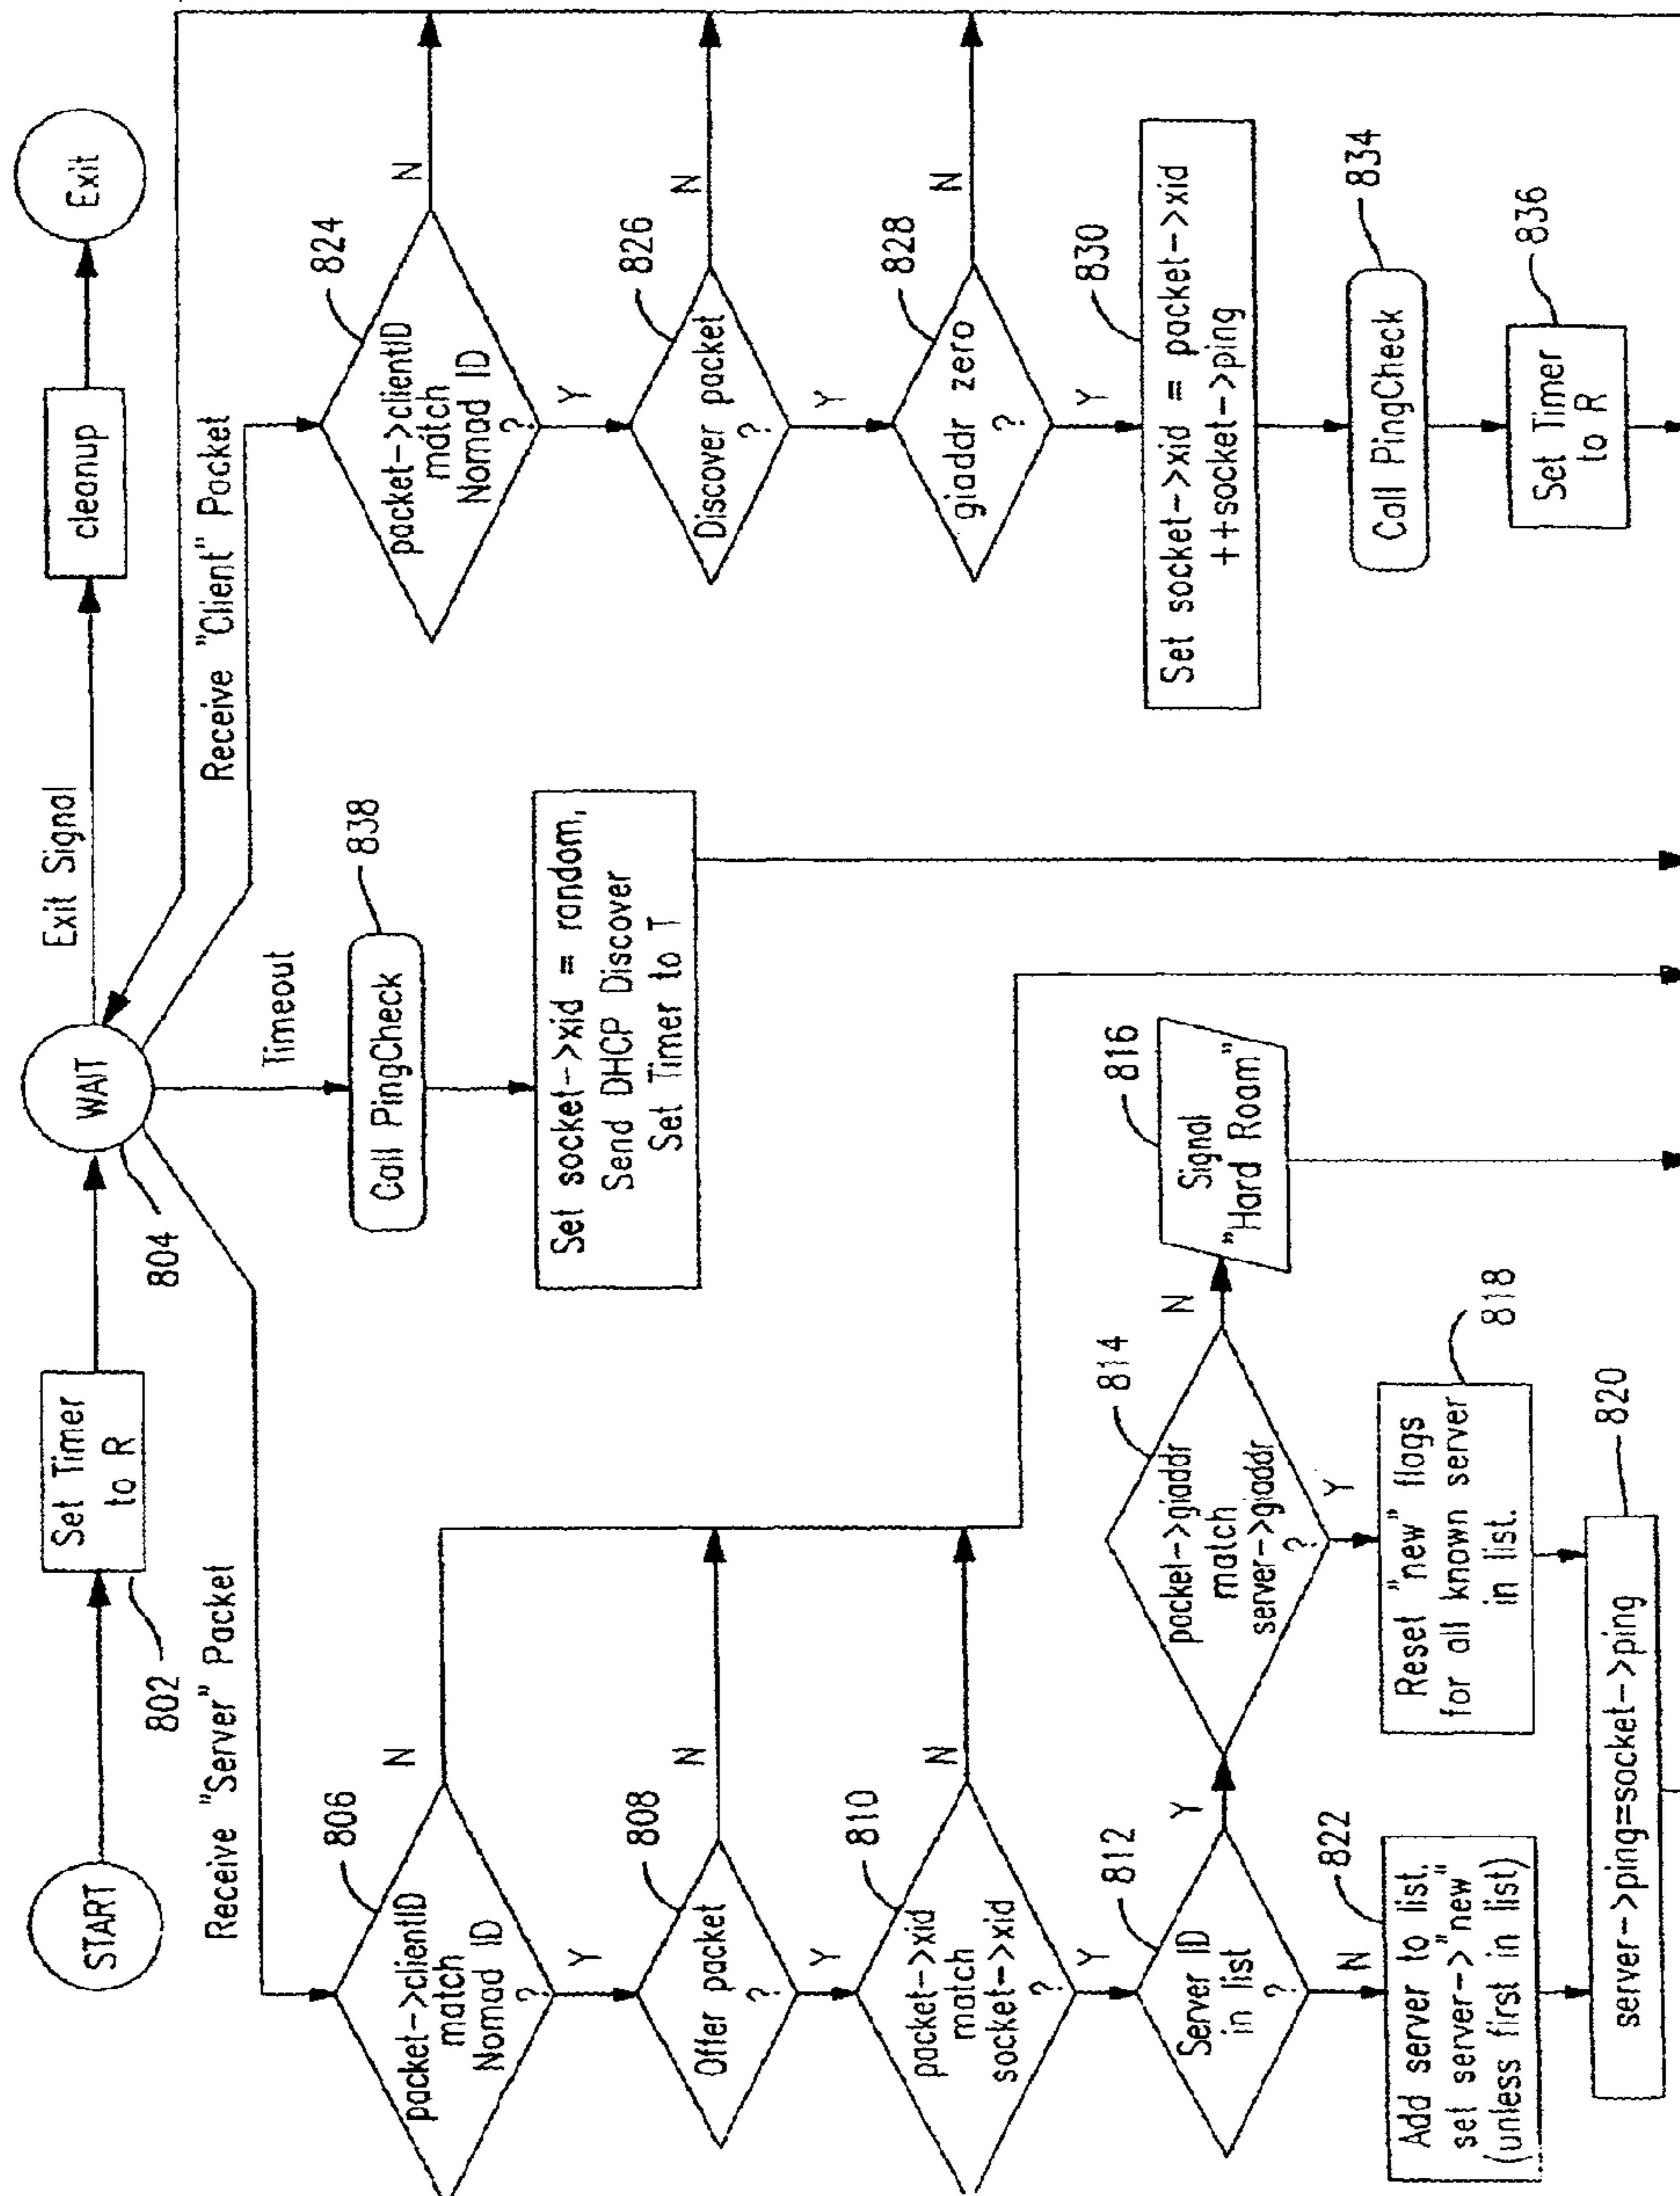 START
Set Timer
to R
802
WAIT
804
Exit Signal
cleanup
Exit
Receive "Server" Packet
packet->clientID
match
Nomad ID
?
806
N
Y
Offer packet
?
808
N
Y
packet->xid
match
socket->xid
?
810
N
Y
Server ID
in list
?
812
Y
N
packet->giaddr
match
server->giaddr
?
814
N
Y
Signal
"Hard Roam"
816
Reset "new" flags
for all known server
in list.
818
Add server to list.
set server->"new"
(unless first in list)
822
server->ping=socket->ping
820
Timeout
Call PingCheck
838
Set socket->xid = random,
Send DHCP Discover
Set Timer to T
Receive "Client" Packet
packet->clientID
match
Nomad ID
?
824
N
Y
Discover packet
?
826
N
Y
giaddr zero
?
828
N
Y
Set socket->xid = packet->xid
++socket->ping
830
Call PingCheck
834
Set Timer
to R
836